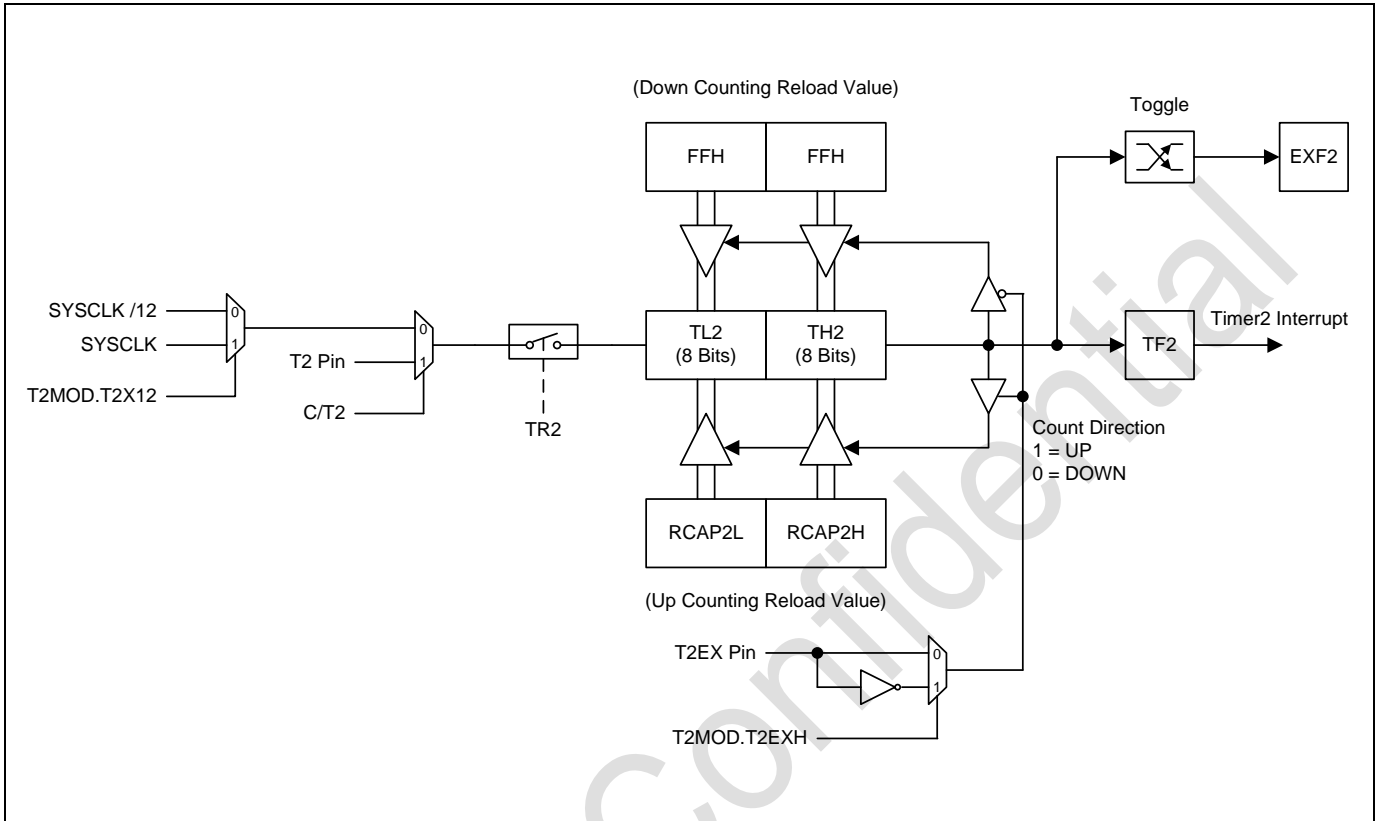 (Down Counting Reload Value)
Toggle
FFH
FFH
EXF2
SYSCLK /12
0
SYSCLK
1
T2MOD.T2X12
0
T2 Pin
1
C/T2
TR2
TL2
(8 Bits)
TH2
(8 Bits)
TF2
Timer2 Interrupt
Count Direction
1 = UP
0 = DOWN
RCAP2L
RCAP2H
(Up Counting Reload Value)
T2EX Pin
0
1
T2MOD.T2EXH
Confidential